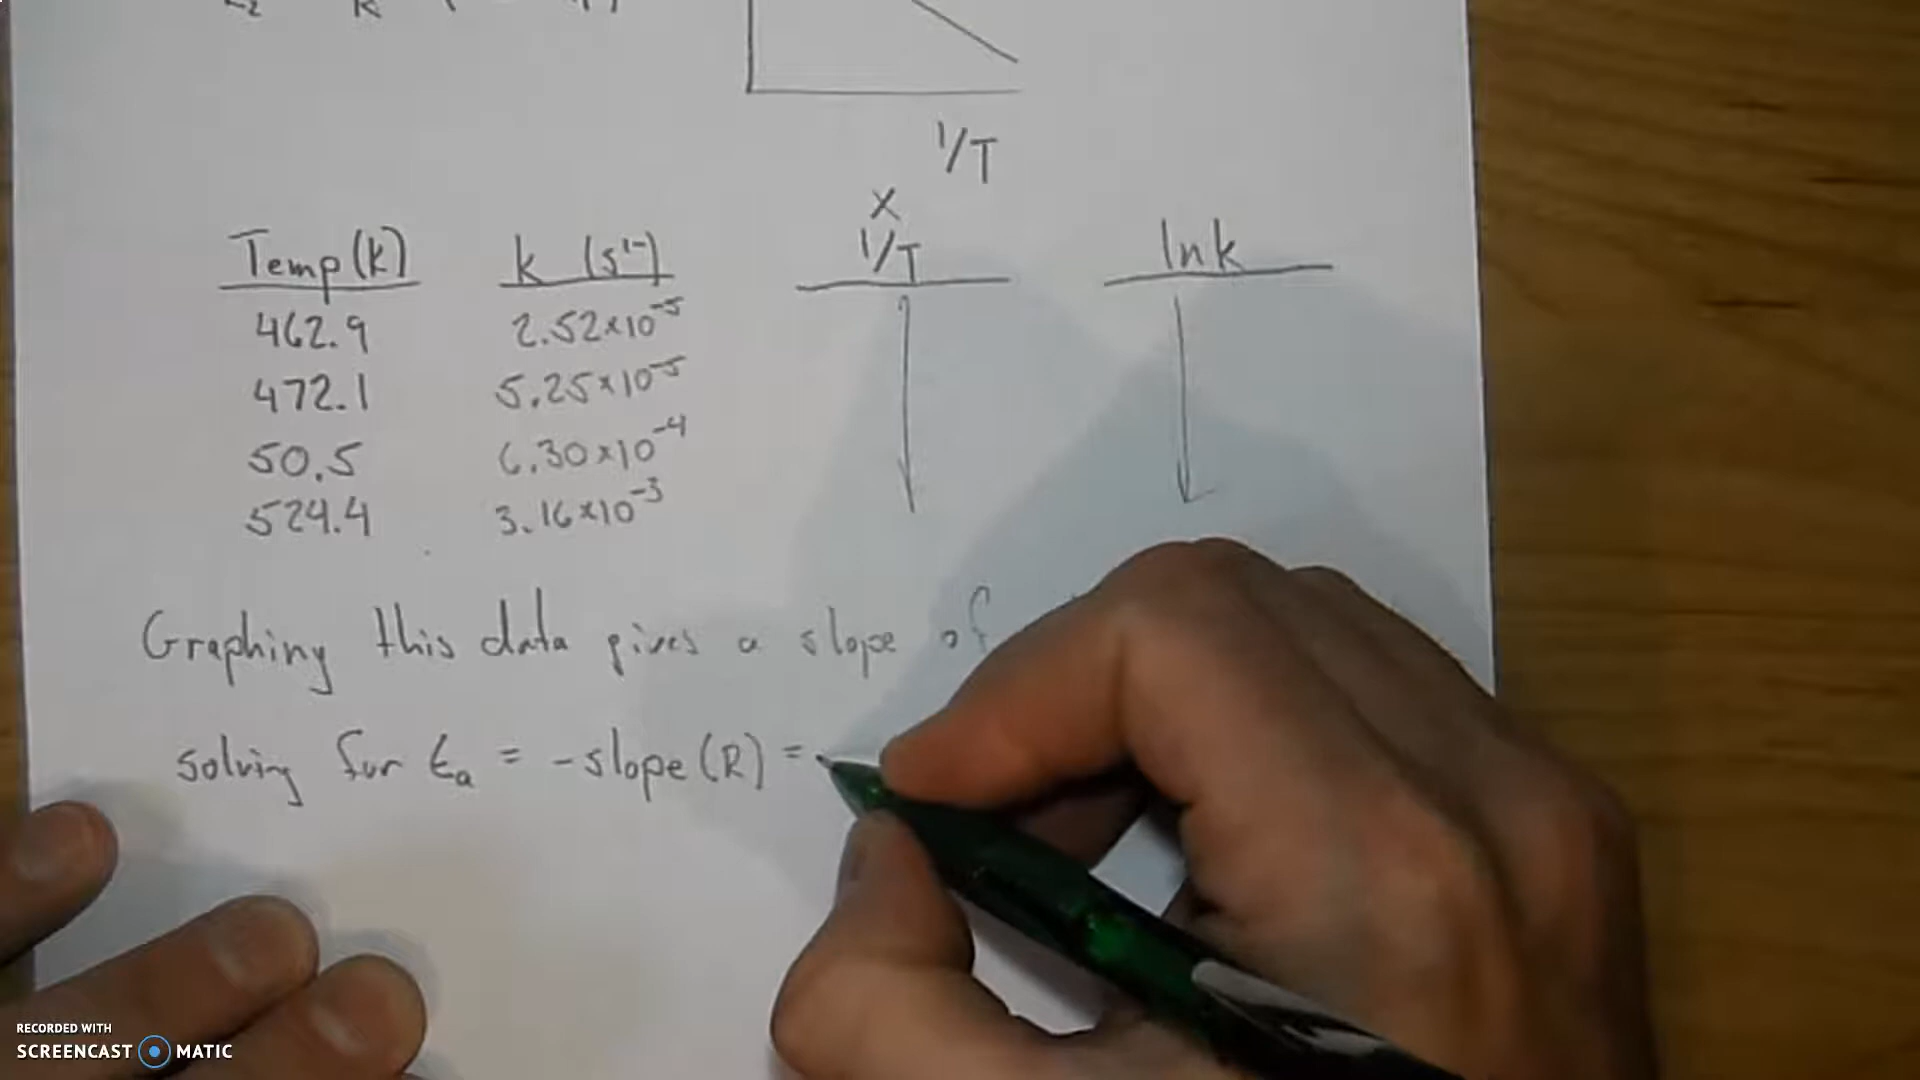 1/T
x
Temp(k) k (s1-) 1/T lnk
462.9 2.52×10-5
472.1 5.25×10-5
50.5 6.30×10-4
524.4 3.16×10-3
Graphing this data gives a slope of
solving for Ea = -slope(R) =
RECORDED WITH
SCREENCAST MATIC